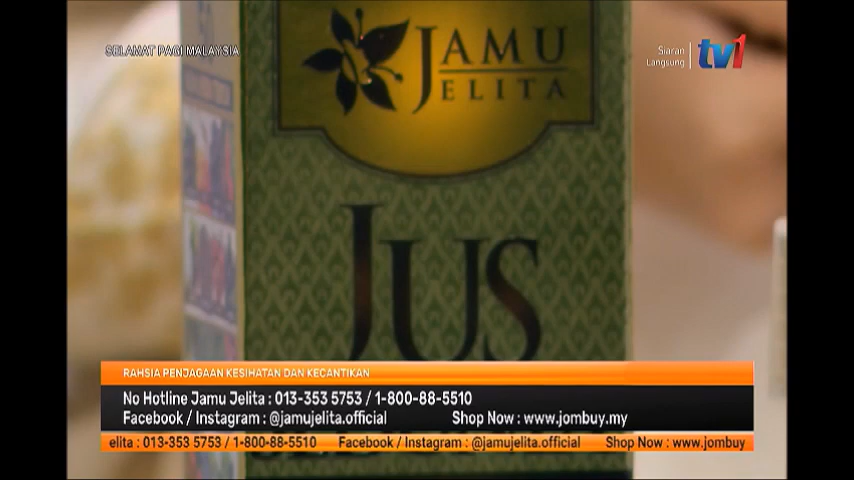 SELAMAT PAGI MALAYSIA
Siaran
Langsung
tv1
JAMU
JELITA
JUS
RAHSIA PENJAGAAN KESIHATAN DAN KECANTIKAN
No Hotline Jamu Jelita : 013-353 5753 / 1-800-88-5510
Facebook / Instagram : @jamujelita.official Shop Now : www.jombuy.my
elita : 013-353 5753 / 1-800-88-5510 Facebook / Instagram : @jamujelita.official Shop Now : www.jombuy